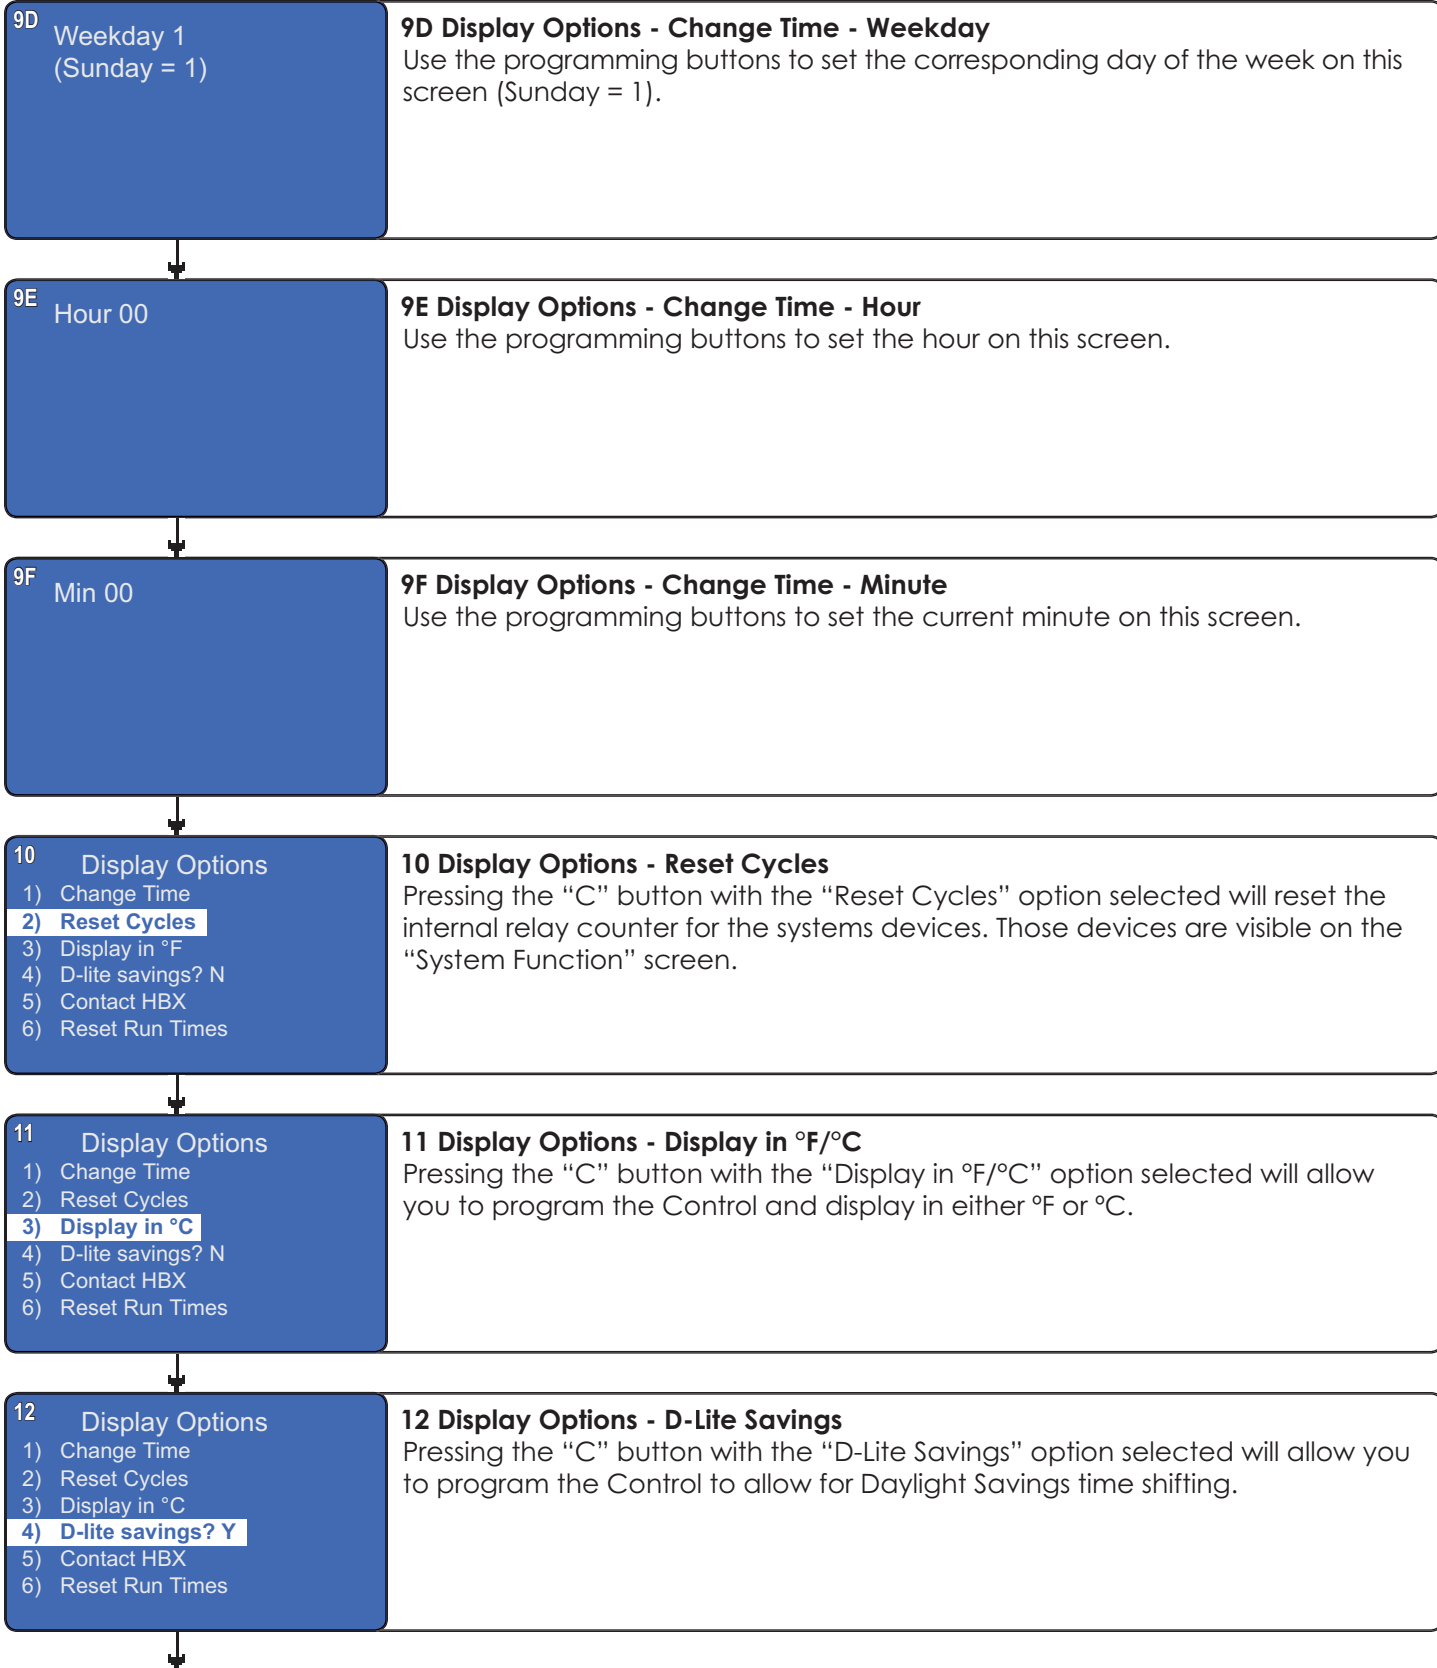 9D
Weekday 1
(Sunday = 1)
9D Display Options - Change Time - Weekday
Use the programming buttons to set the corresponding day of the week on this
screen (Sunday = 1).
9E
Hour 00
9E Display Options - Change Time - Hour
Use the programming buttons to set the hour on this screen.
9F
Min 00
9F Display Options - Change Time - Minute
Use the programming buttons to set the current minute on this screen.
10
Display Options
1) Change Time
2) Reset Cycles
3) Display in °F
4) D-lite savings? N
5) Contact HBX
6) Reset Run Times
10 Display Options - Reset Cycles
Pressing the “C” button with the “Reset Cycles” option selected will reset the
internal relay counter for the systems devices. Those devices are visible on the
“System Function” screen.
11
Display Options
1) Change Time
2) Reset Cycles
3) Display in °C
4) D-lite savings? N
5) Contact HBX
6) Reset Run Times
11 Display Options - Display in °F/°C
Pressing the “C” button with the “Display in °F/°C” option selected will allow
you to program the Control and display in either ºF or ºC.
12
Display Options
1) Change Time
2) Reset Cycles
3) Display in °C
4) D-lite savings? Y
5) Contact HBX
6) Reset Run Times
12 Display Options - D-Lite Savings
Pressing the “C” button with the “D-Lite Savings” option selected will allow you
to program the Control to allow for Daylight Savings time shifting.